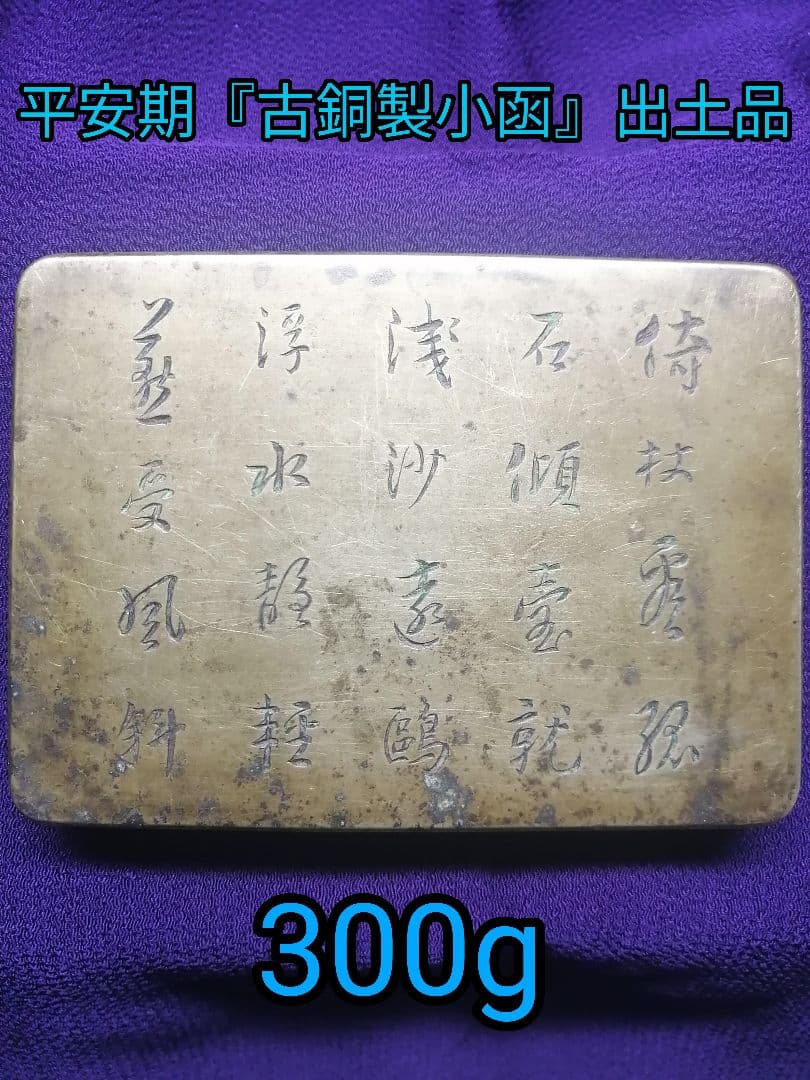 平安期『古銅製小函』出土品
倚杖看孤
石傾壺就
淺沙遠鷗
浮水靜輕
燕受風斜
300g